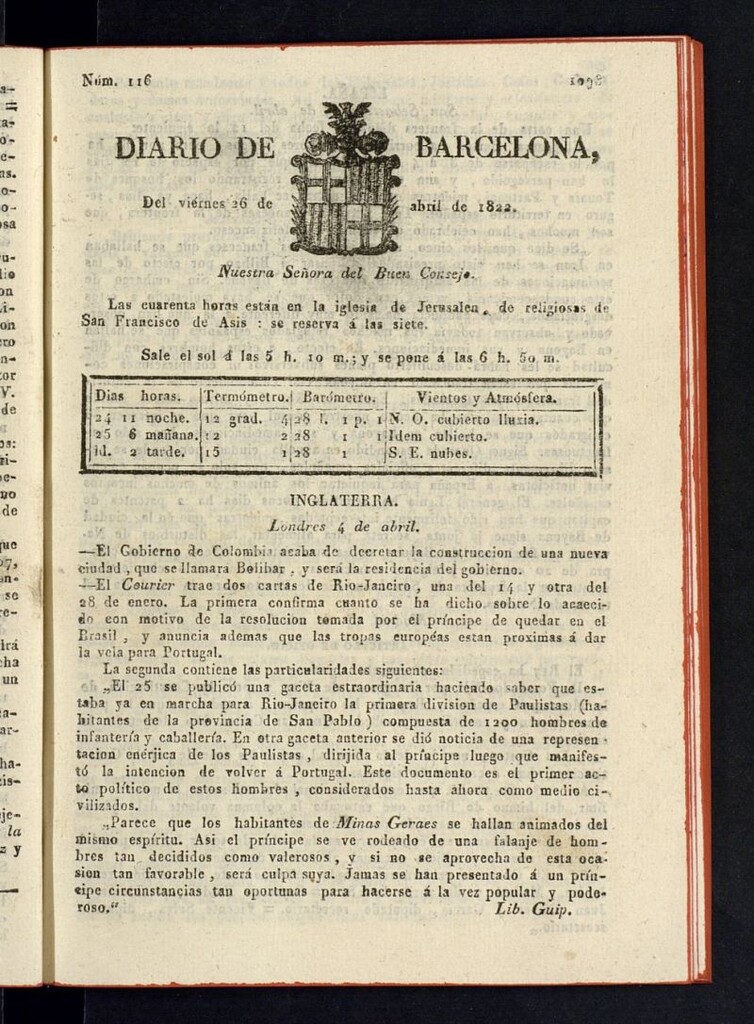 Núm. 116
DIARIO DE BARCELONA,
Del viérnes 26 de abril de 1822.
Nuestra Señora del Buen Consejo.
Las cuarenta horas están en la iglesia de Jerusalen, de religiosas de
San Francisco de Asis : se reserva á las siete.
Sale el sol á las 5 h. 10 m.; y se pone á las 6 h. 50 m.
Dias horas. Termómetro. Barómetro. Vientos y Atmósfera.
24 11 noche. 12 grad. 4 28 p. 1 N. O. cubierto lluxia.
25 6 mañana. 12 2 28 1 1 Idem cubierto.
id. 2 tarde. 15 1 28 1 S. E. nubes.
INGLATERRA.
Londres 4 de abril.
—El Gobierno de Colombia acaba de decretar la construccion de una nueva
ciudad , que se llamara Bolibar , y será la residencia del gobierno.
—El Courier trae dos cartas de Rio-Janeiro , una del 14 y otra del
28 de enero. La primera confirma cuanto se ha dicho sobre lo acaeci-
do con motivo de la resolucion tomada por el príncipe de quedar en el
Brasil , y anuncia ademas que las tropas européas estan proximas á dar
la vela para Portugal.
La segunda contiene las particularidades siguientes:
„El 25 se publicó una gaceta estraordinaria haciendo saber que es-
taba ya en marcha para Rio-Janeiro la primera division de Paulistas (ha-
bitantes de la provincia de San Pablo ) compuesta de 1200 hombres de
infantería y caballería. En otra gaceta anterior se dió noticia de una represen-
tacion enérjica de los Paulistas , dirijida al príncipe luego que manifes-
tó la intencion de volver á Portugal. Este documento es el primer ac-
to político de estos hombres , considerados hasta ahora como medio ci-
vilizados.
„Parece que los habitantes de Minas Geraes se hallan animados del
mismo espíritu. Asi el príncipe se ve rodeado de una falanje de hom-
bres tan decididos como valerosos , y si no se aprovecha de esta oca-
sion tan favorable , será culpa suya. Jamas se han presentado á un prín-
cipe circunstancias tan oportunas para hacerse á la vez popular y pode-
roso.“ Lib. Guip.